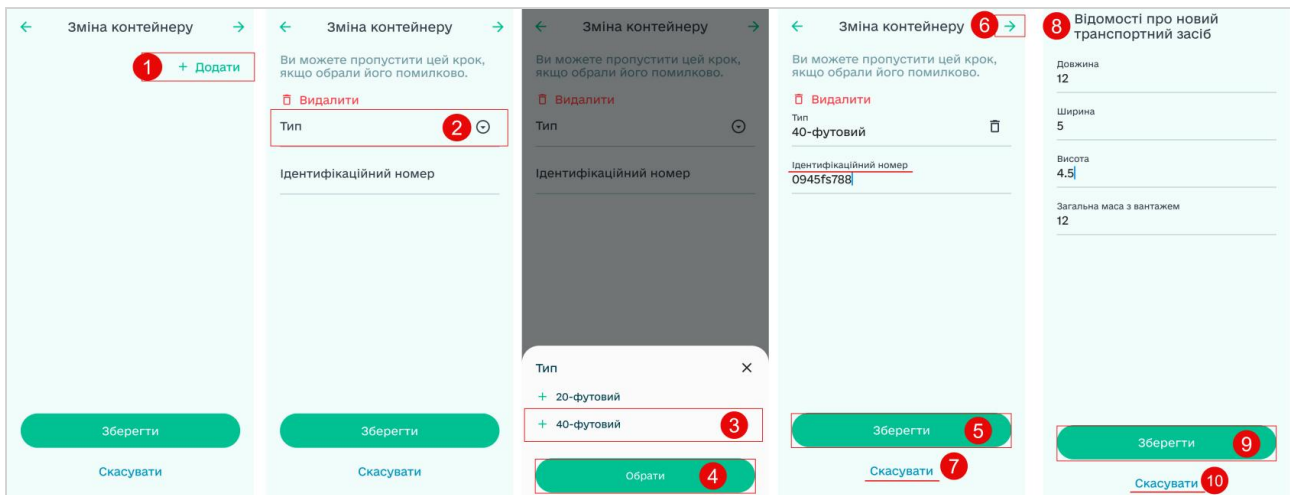 ← Зміна контейнеру →
1 + Додати
Зберегти
Скасувати
← Зміна контейнеру →
Ви можете пропустити цей крок,
якщо обрали його помилково.
Видалити
Тип 2
Ідентифікаційний номер
Зберегти
Скасувати
← Зміна контейнеру →
Ви можете пропустити цей крок,
якщо обрали його помилково.
Видалити
Тип
Ідентифікаційний номер
Тип ×
+ 20-футовий
+ 40-футовий 3
Обрати 4
← Зміна контейнеру 6 →
Ви можете пропустити цей крок,
якщо обрали його помилково.
Видалити
Тип
40-футовий
Ідентифікаційний номер
0945fs788
Зберегти 5
Скасувати 7
8 Відомості про новий
транспортний засіб
Довжина
12
Ширина
5
Висота
4.5
Загальна маса з вантажем
12
Зберегти 9
Скасувати 10